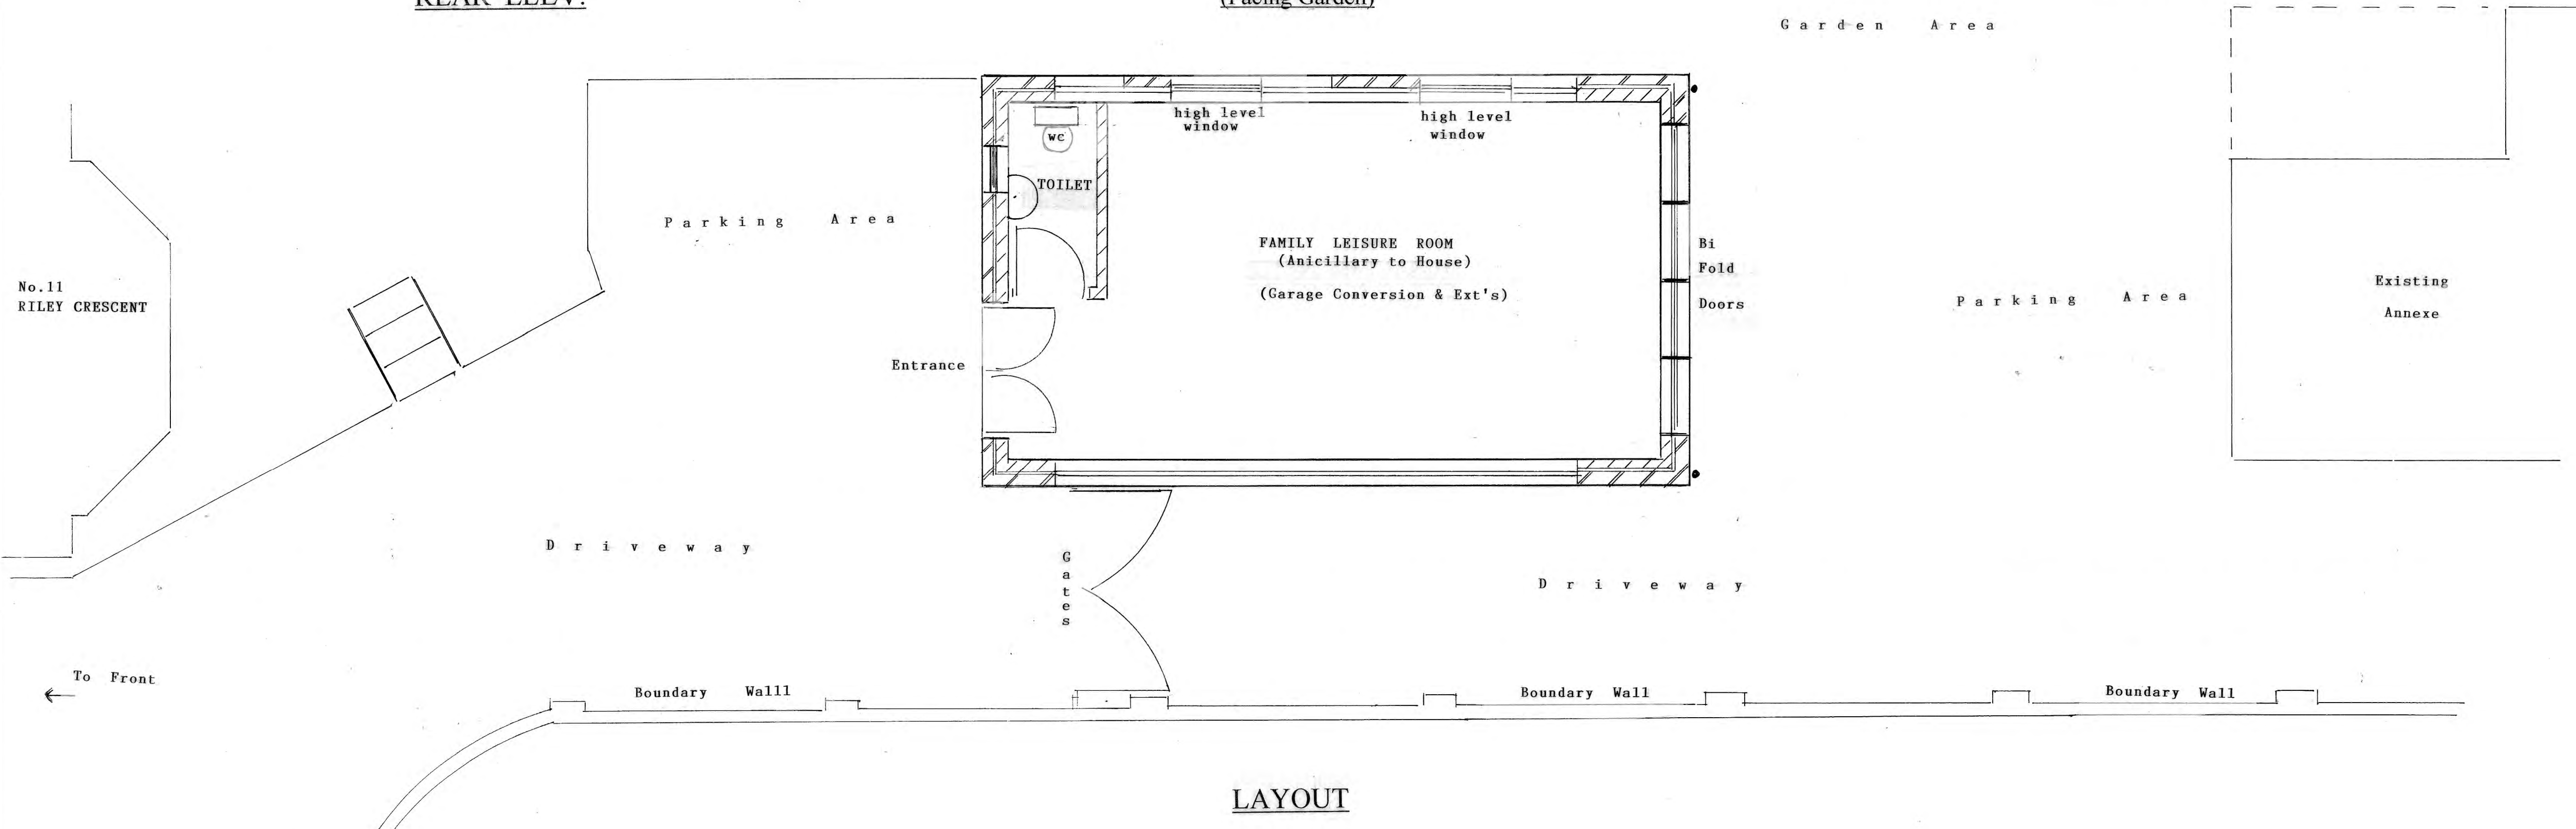 REAR ELEV.
(Facing Garden)
Garden Area
high level
window
high level
window
wc
TOILET
Parking Area
FAMILY LEISURE ROOM
(Anicillary to House)
(Garage Conversion & Ext's)
Bi
Fold
Doors
No.11
RILEY CRESCENT
Parking Area
Existing
Annexe
Entrance
Driveway
Gates
Driveway
To Front
Boundary Walll
Boundary Wall
Boundary Wall
LAYOUT